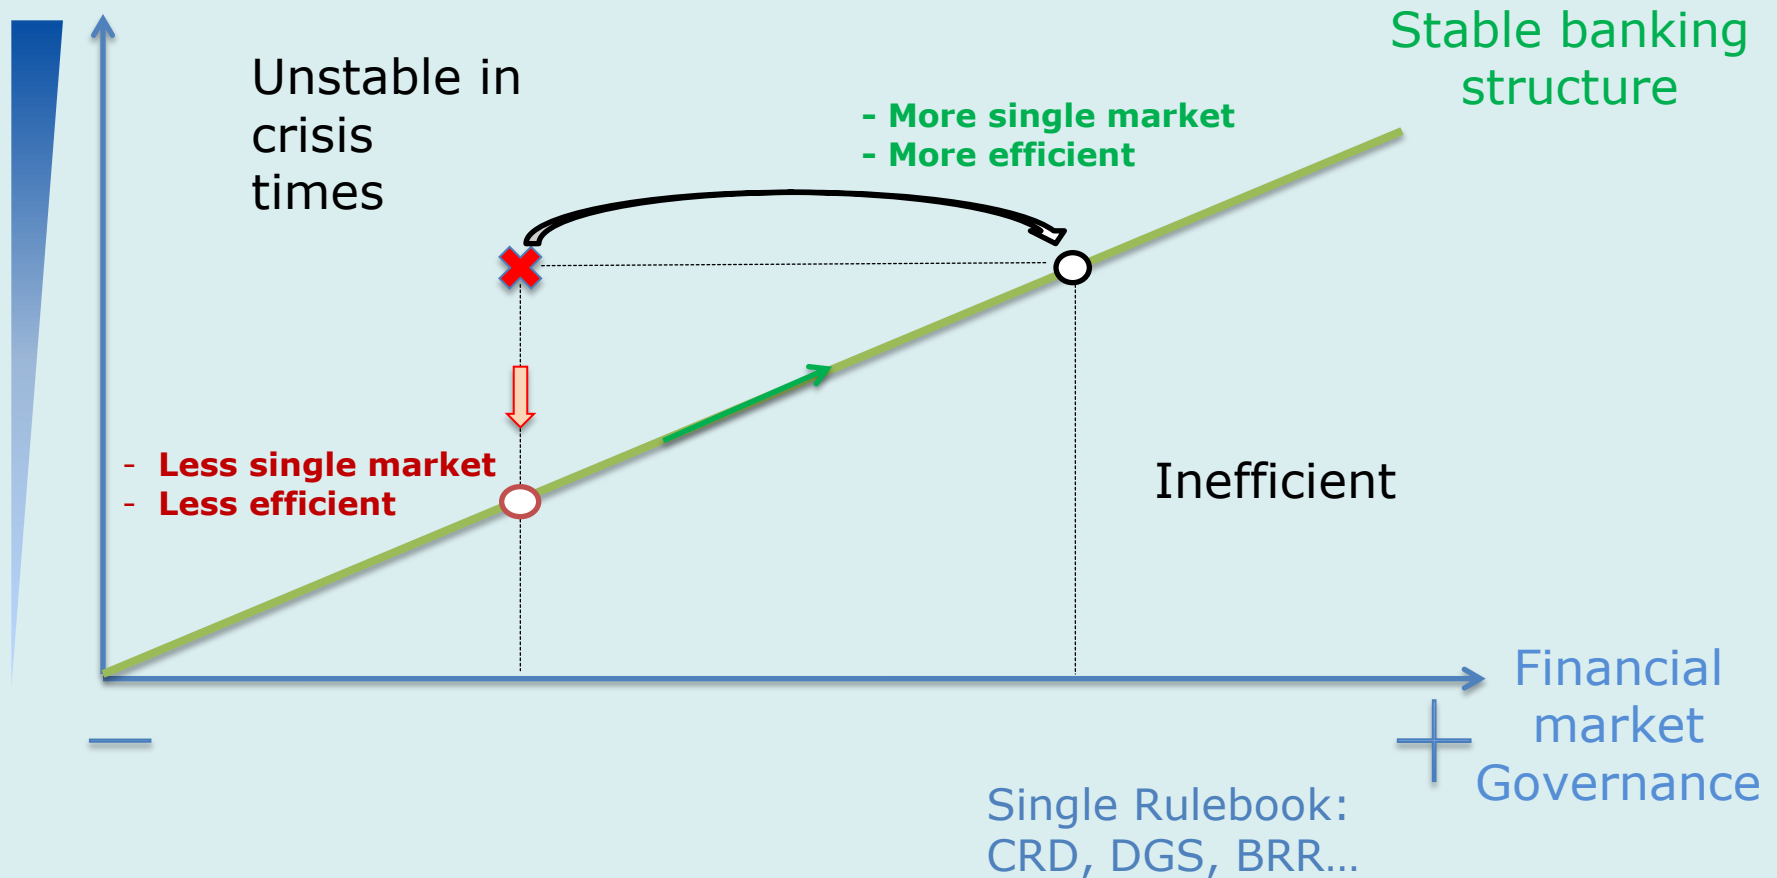 Stable banking
structure
Unstable in
crisis
times
- More single market
- More efficient
- Less single market
- Less efficient
Inefficient
Financial
market
Governance
Single Rulebook:
CRD, DGS, BRR...